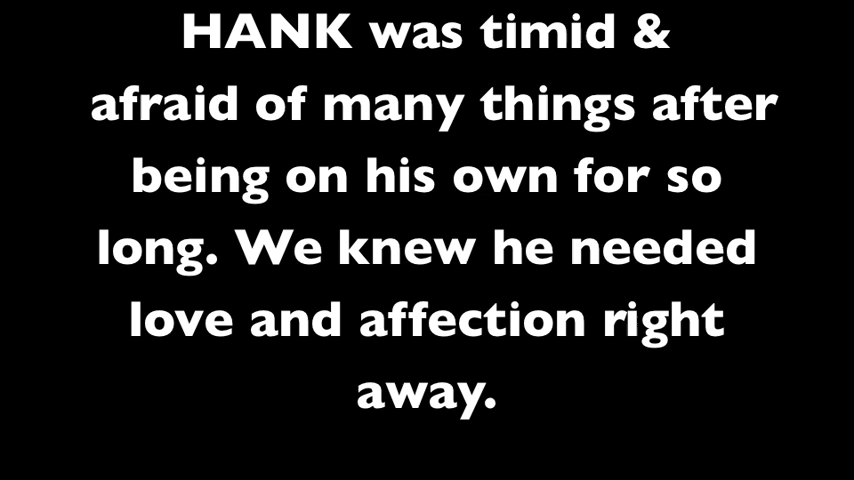 HANK was timid &
afraid of many things after
being on his own for so
long. We knew he needed
love and affection right
away.